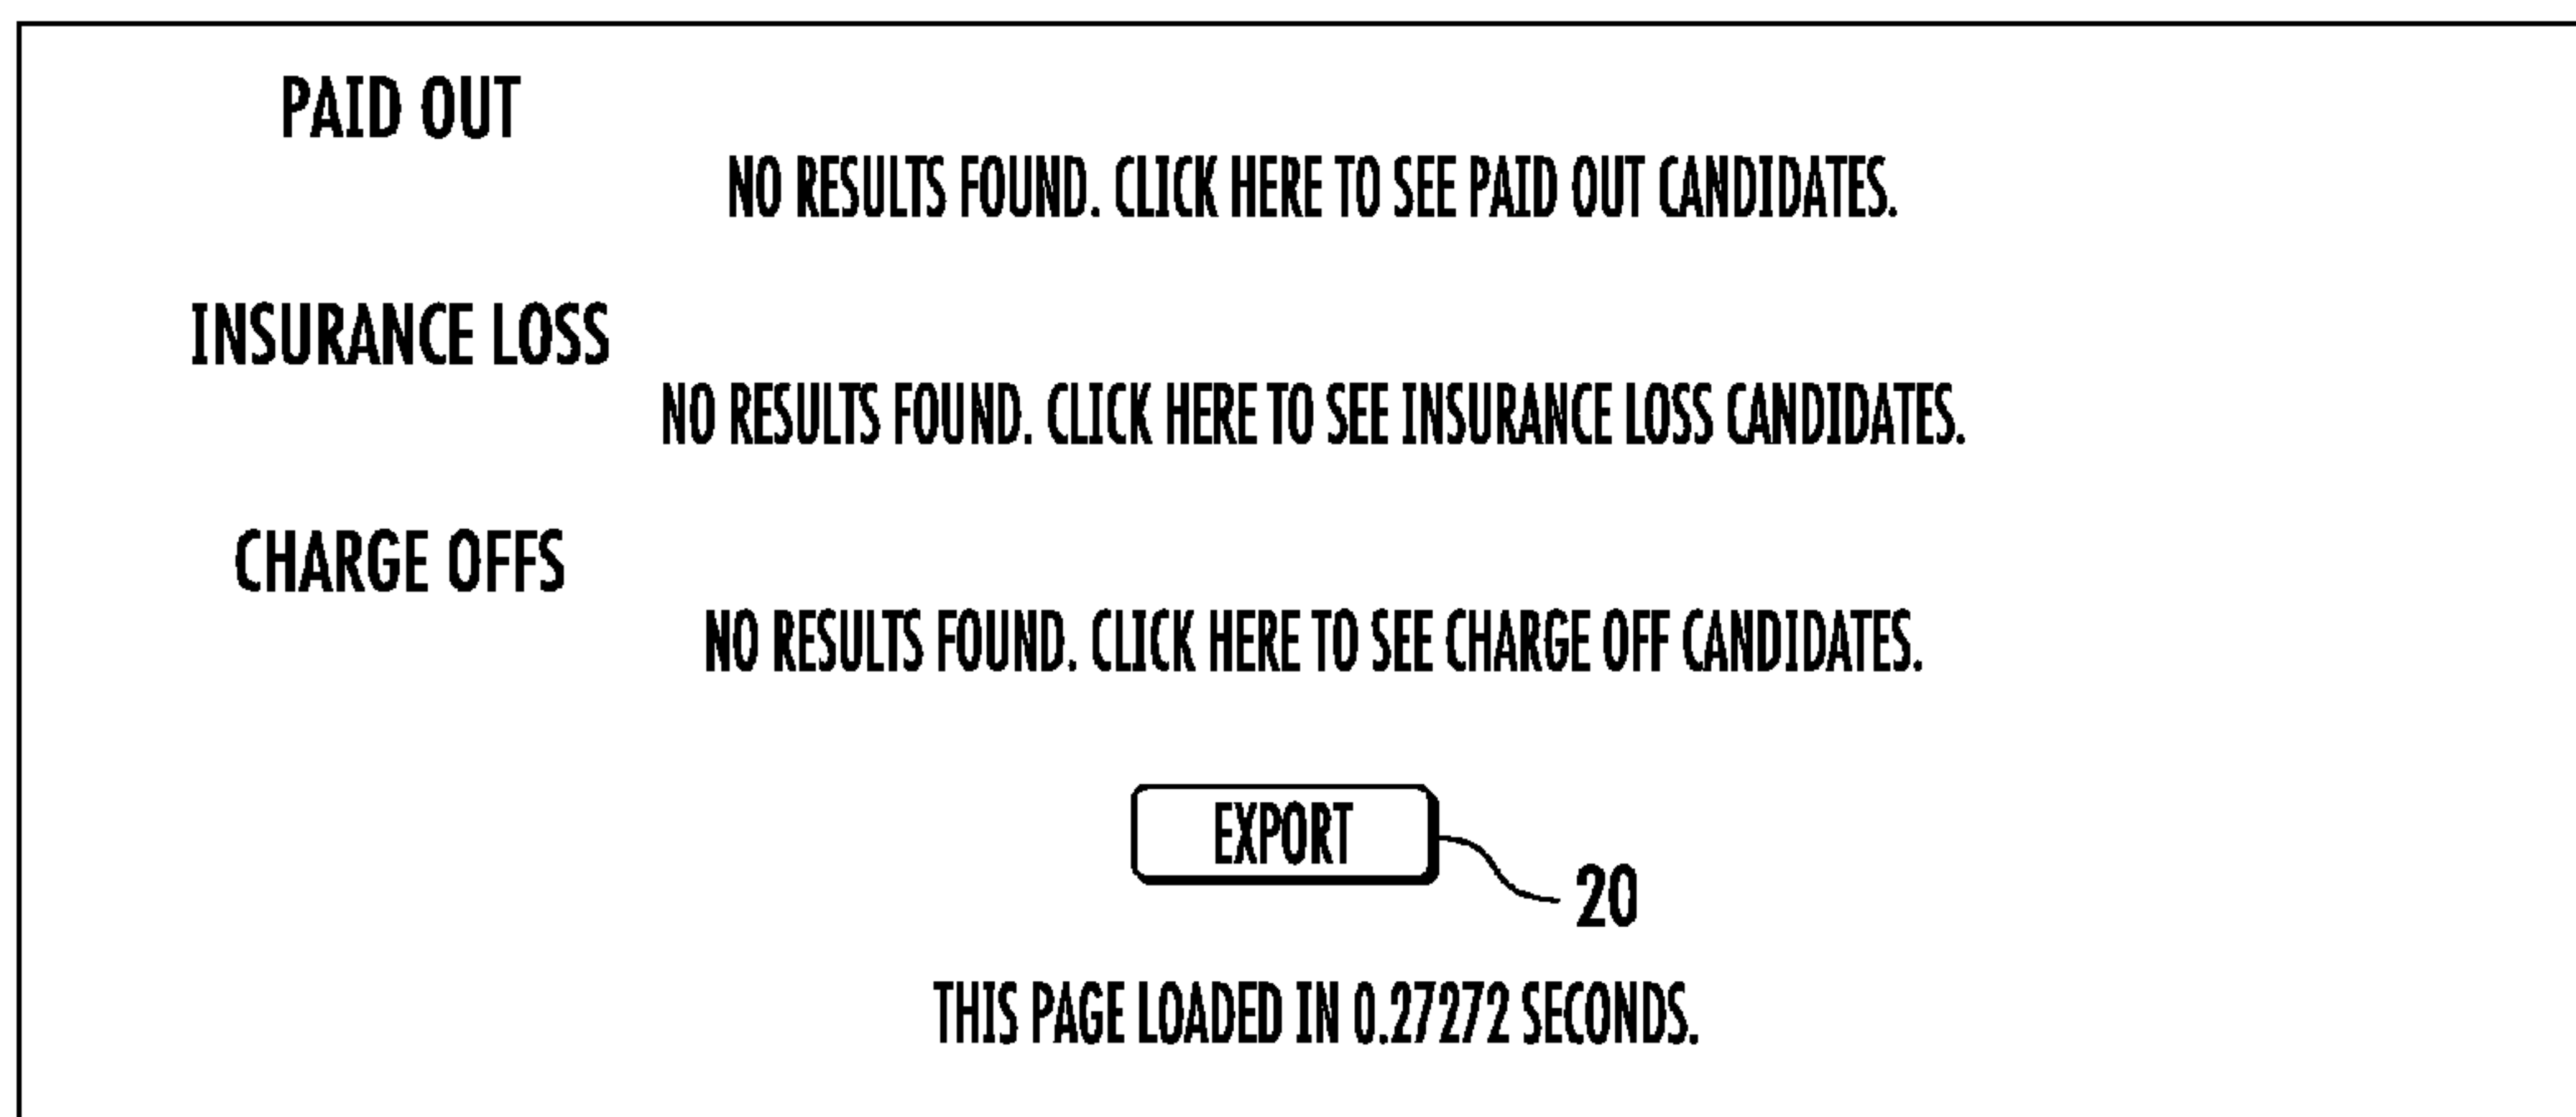 PAID OUT
NO RESULTS FOUND. CLICK HERE TO SEE PAID OUT CANDIDATES.
INSURANCE LOSS
NO RESULTS FOUND. CLICK HERE TO SEE INSURANCE LOSS CANDIDATES.
CHARGE OFFS
NO RESULTS FOUND. CLICK HERE TO SEE CHARGE OFF CANDIDATES.
EXPORT
20
THIS PAGE LOADED IN 0.27272 SECONDS.